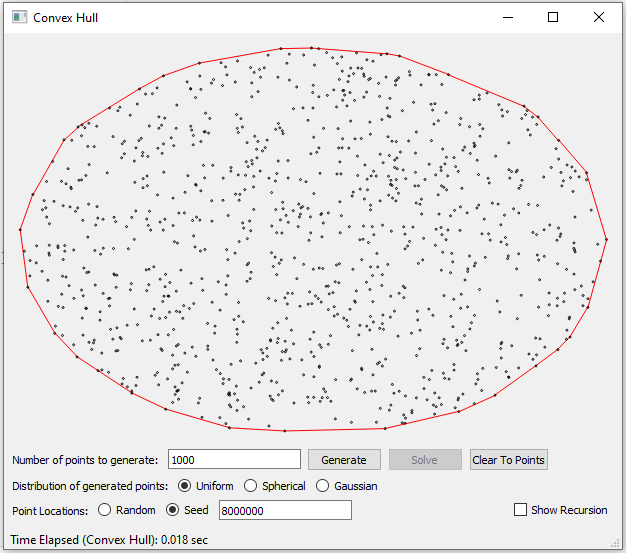 Convex Hull
Number of points to generate: 1000 Generate Solve Clear To Points
Distribution of generated points: Uniform Spherical Gaussian
Point Locations: Random Seed 8000000 Show Recursion
Time Elapsed (Convex Hull): 0.018 sec